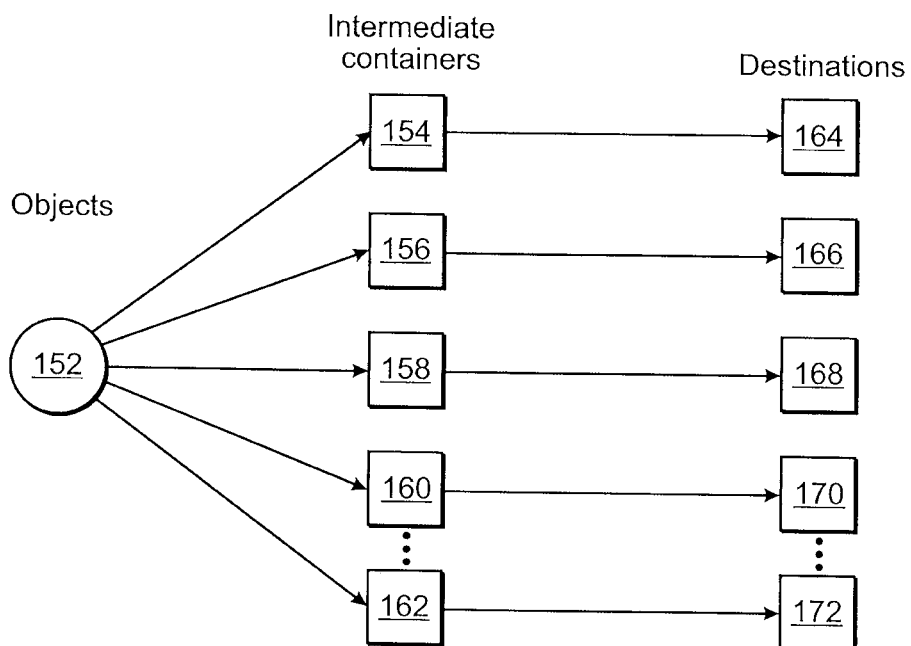 Intermediate
containers
Destinations
154
164
Objects
156
166
152
158
168
160
170
162
172